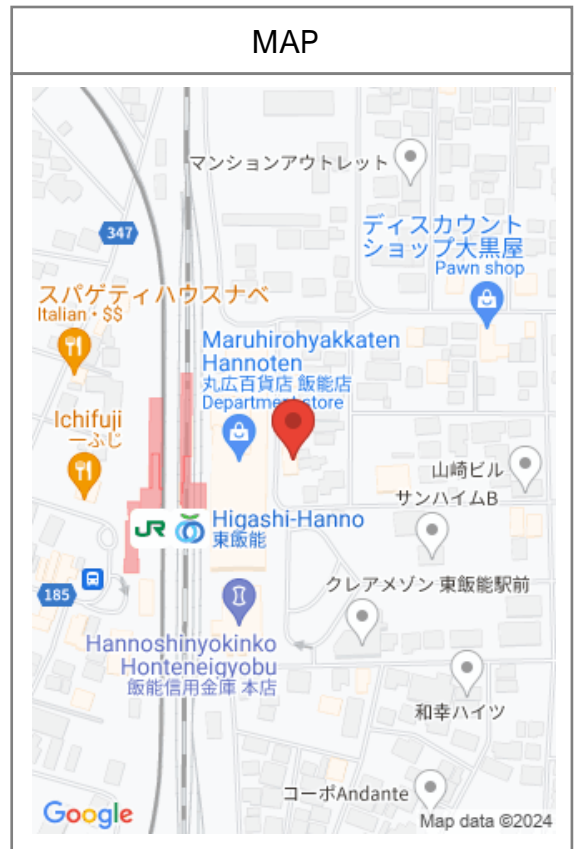 MAP
マンションアウトレット
ディスカウント
ショップ大黒屋
Pawn shop
347
スパゲティハウスナベ
Italian・$$
Maruhirohyakkaten
Hannoten
丸広百貨店 飯能店
Department store
Ichifuji
一ふじ
山崎ビル
サンハイムB
JR
Higashi-Hanno
東飯能
クレアメゾン 東飯能駅前
185
Hannoshinyokinko
Honteneigyobu
飯能信用金庫 本店
和幸ハイツ
コーポAndante
Google
Map data ©2024